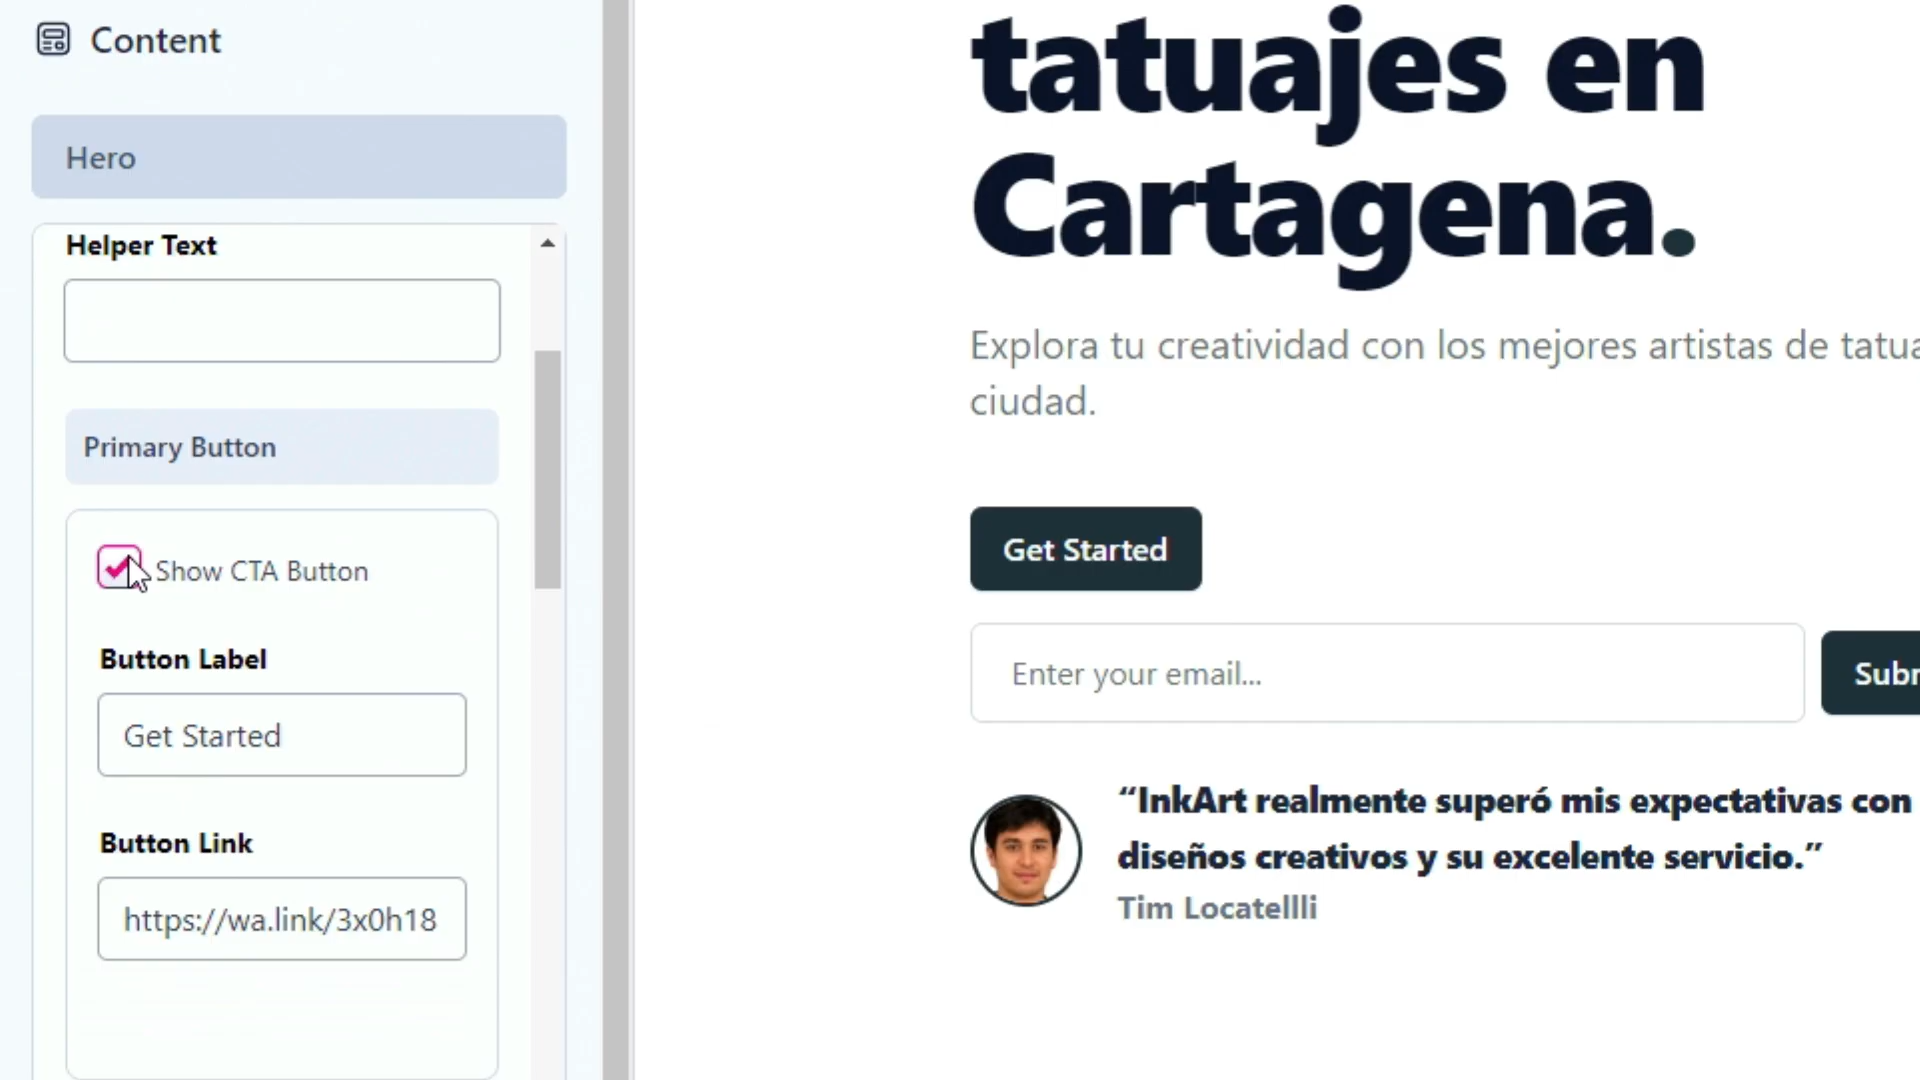 Content
Hero
Helper Text
Primary Button
Show CTA Button
Button Label
Get Started
Button Link
https://wa.link/3x0h18
tatuajes en
Cartagena.
Explora tu creatividad con los mejores artistas de
ciudad.
Get Started
Enter your email...
“InkArt realmente superó mis expectativas con
diseños creativos y su excelente servicio.”
Tim Locatellli